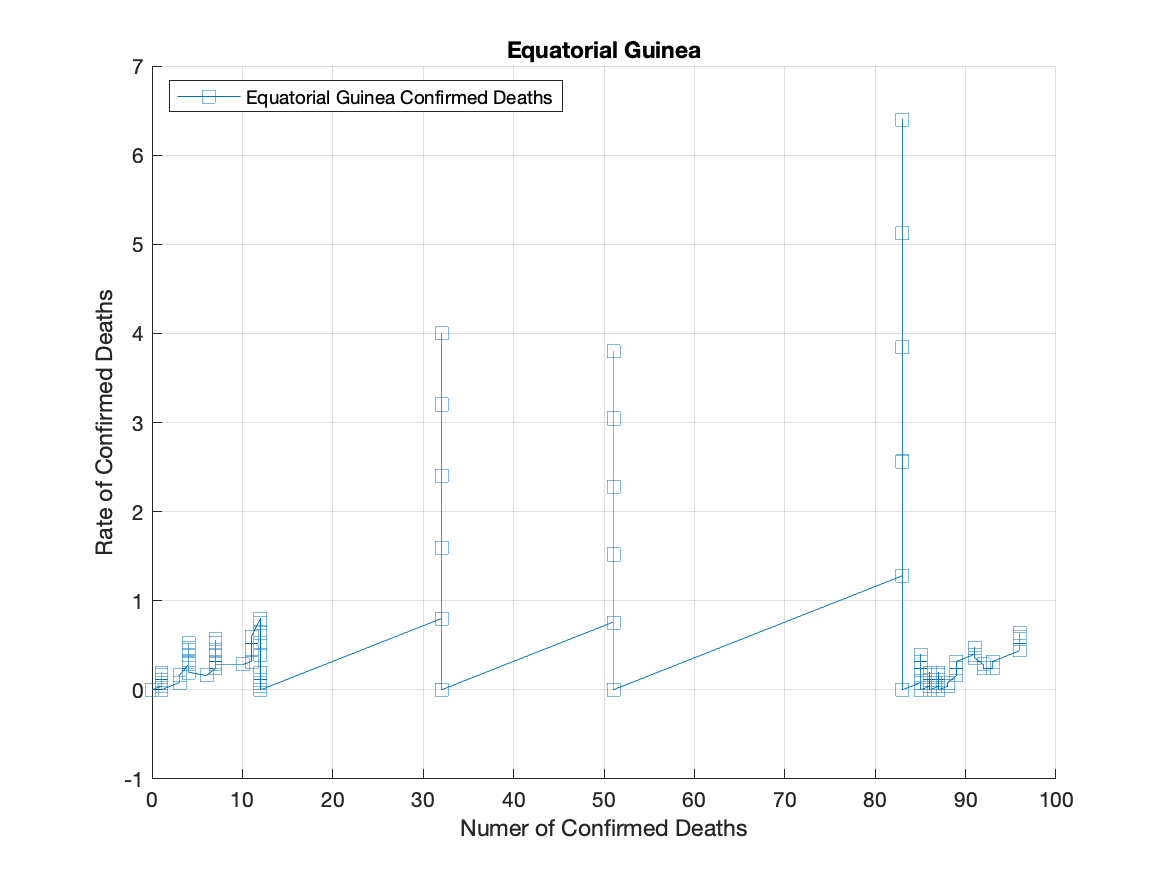 Equatorial Guinea
Equatorial Guinea Confirmed Deaths
7
6
5
4
3
2
1
0
-1
Rate of Confirmed Deaths
0 10 20 30 40 50 60 70 80 90 100
Numer of Confirmed Deaths